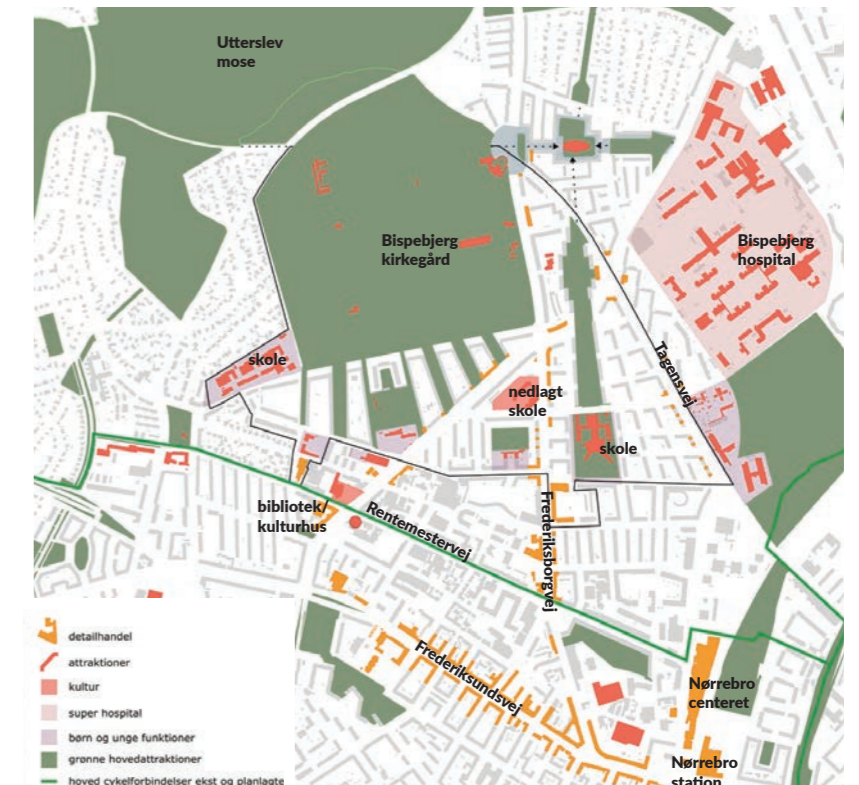 Utterslev
mose
Bispebjerg
kirkegård
Bispebjerg
hospital
skole
nedlagt
skole
Tagensvej
skole
bibliotek/
kulturhus
Rentemestervej
Frederiksborgvej
Frederiksundsvej
Nørrebro
centeret
Nørrebro
station
detailhandel
attraktioner
kultur
super hospital
børn og unge funktioner
grønne hovedattraktioner
hoved cykelforbindelser ekst og planlagte